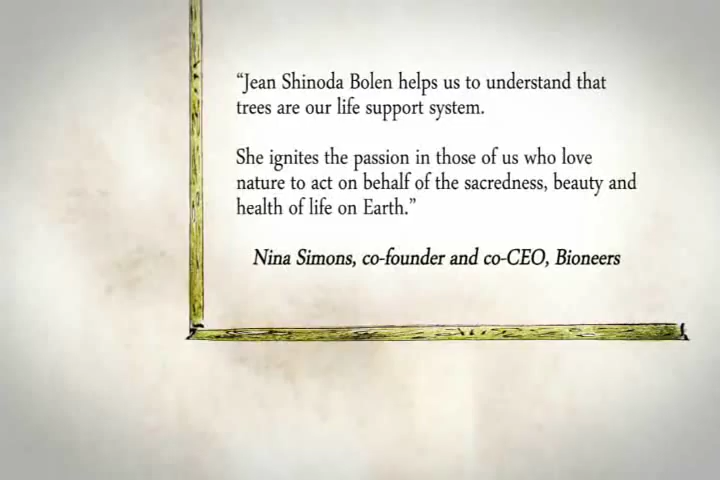 “Jean Shinoda Bolen helps us to understand that
trees are our life support system.
She ignites the passion in those of us who love
nature to act on behalf of the sacredness, beauty and
health of life on Earth.”
Nina Simons, co-founder and co-CEO, Bioneers